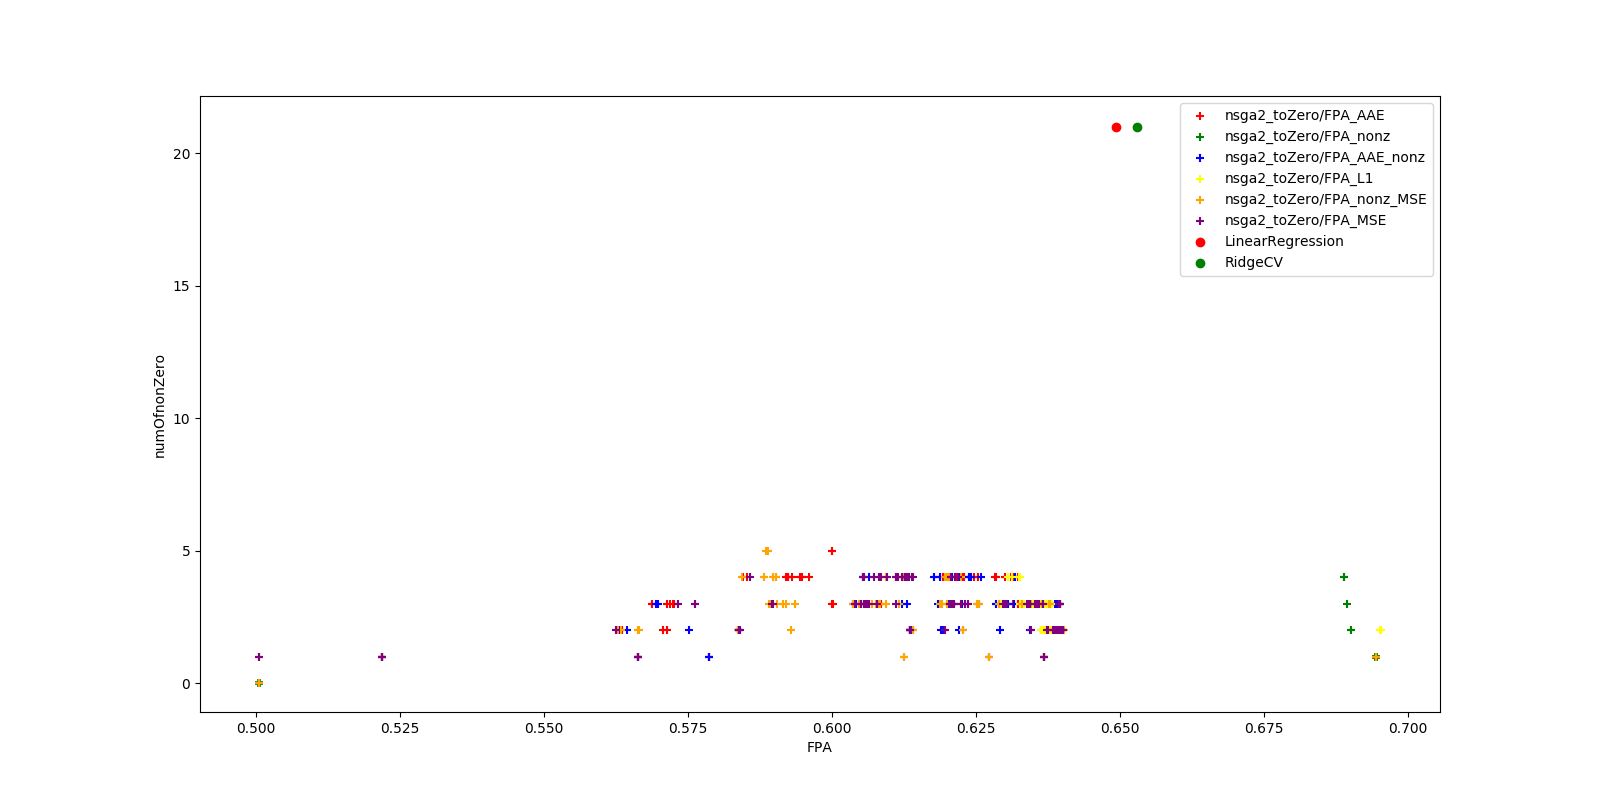 nsga2_toZero/FPA_AAE
nsga2_toZero/FPA_nonz
nsga2_toZero/FPA_AAE_nonz
nsga2_toZero/FPA_L1
nsga2_toZero/FPA_nonz_MSE
nsga2_toZero/FPA_MSE
LinearRegression
RidgeCV
20
15
10
5
0
numOfnonZero
0.500 0.525 0.550 0.575 0.600 0.625 0.650 0.675 0.700
FPA